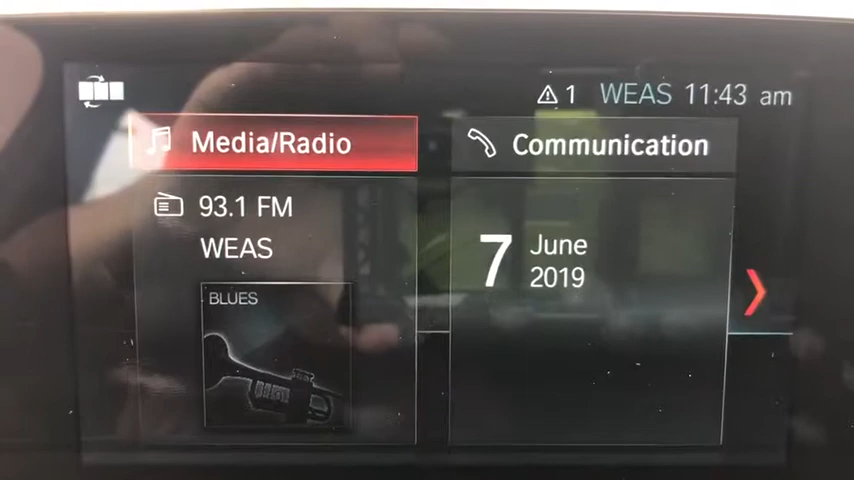 1 WEAS 11:43 am
Media/Radio
Communication
93.1 FM
WEAS
BLUES
7
June
2019